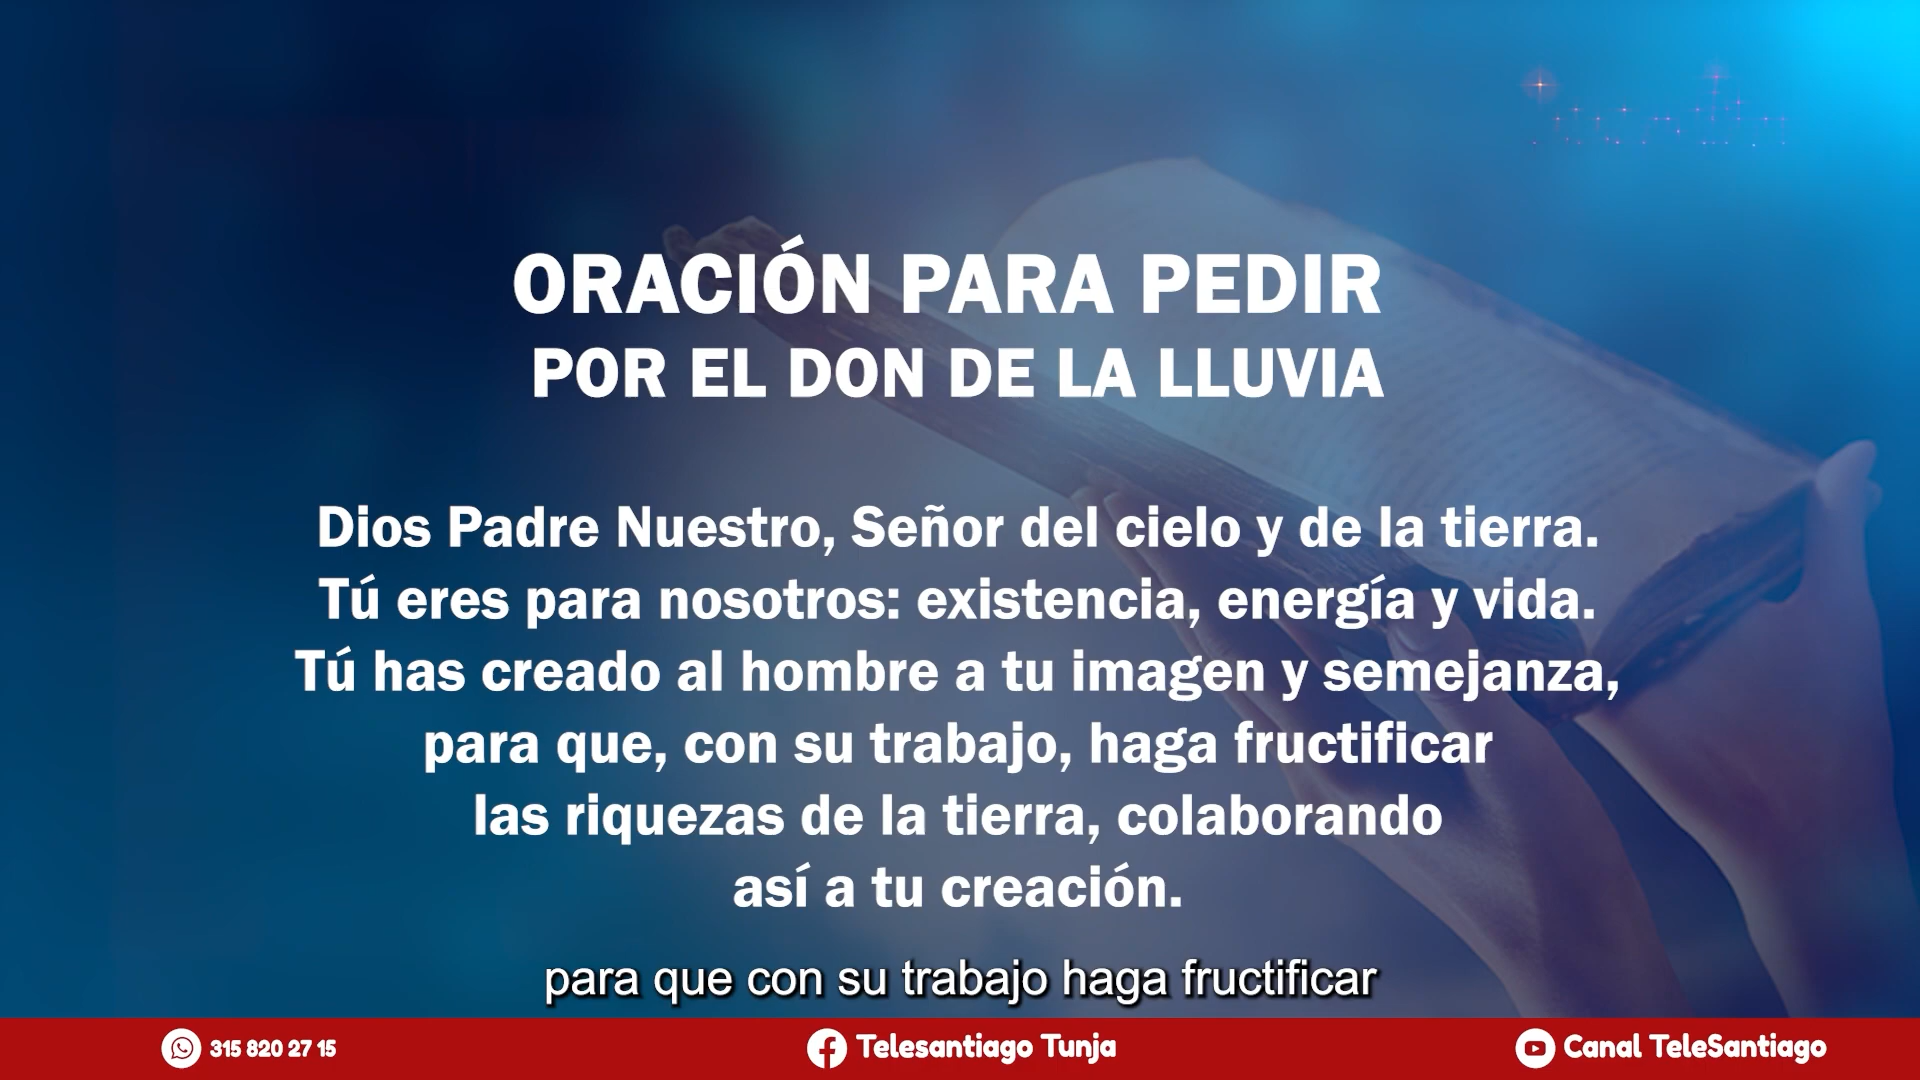 ORACIÓN PARA PEDIR
POR EL DON DE LA LLUVIA
Dios Padre Nuestro, Señor del cielo y de la tierra.
Tú eres para nosotros: existencia, energía y vida.
Tú has creado al hombre a tu imagen y semejanza,
para que, con su trabajo, haga fructificar
las riquezas de la tierra, colaborando
así a tu creación.
para que con su trabajo haga fructificar
315 820 27 15
Telesantiago Tunja
Canal TeleSantiago